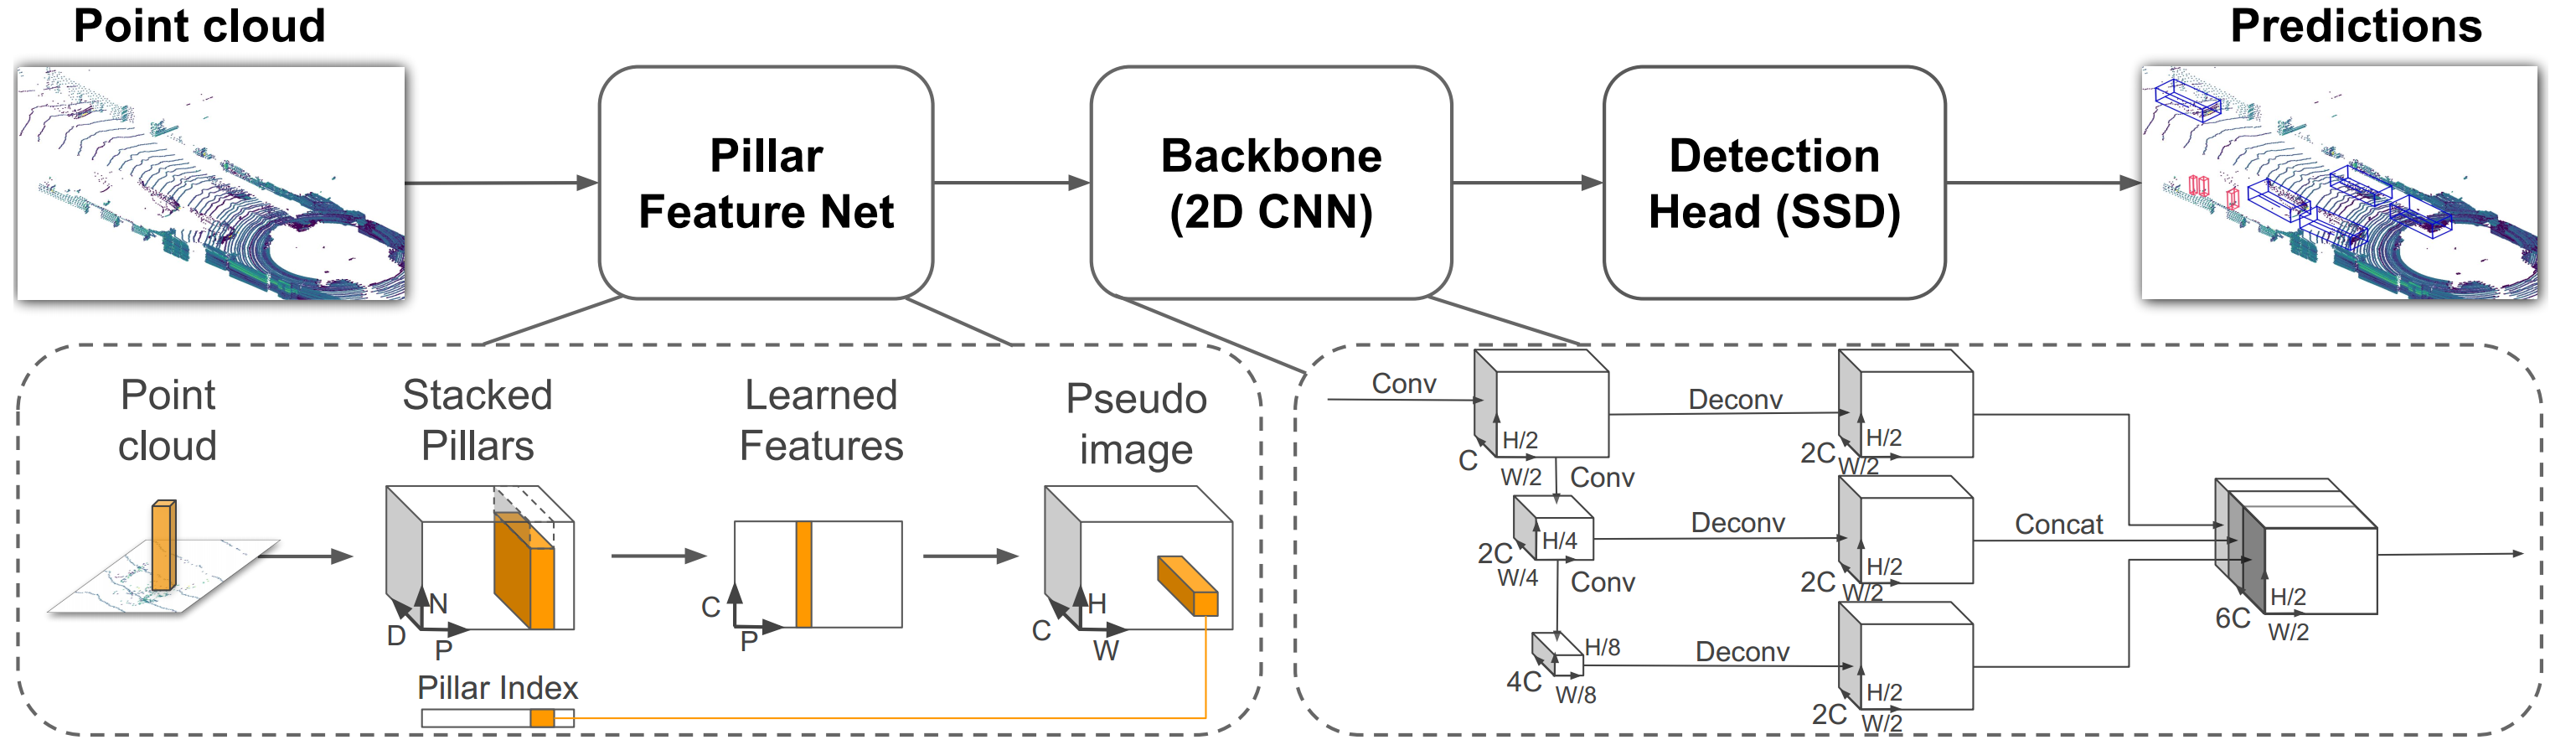 Point cloud
Predictions
Pillar
Feature Net
Backbone
(2D CNN)
Detection
Head (SSD)
Point
cloud
Stacked
Pillars
Learned
Features
Pseudo
image
N
D
P
C
P
H
C
W
Pillar Index
Conv
C
H/2
W/2
Deconv
2C
H/2
W/2
Conv
2C
H/4
W/4
Deconv
2C
H/2
W/2
Conv
4C
H/8
W/8
Deconv
2C
H/2
W/2
Concat
6C
H/2
W/2